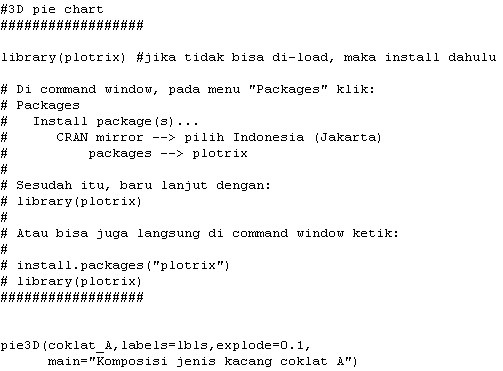 #3D pie chart
##################
library(plotrix) #jika tidak bisa di-load, maka install dahulu
# Di command window, pada menu "Packages" klik:
# Packages
#   Install package(s)...
#      CRAN mirror --> pilih Indonesia (Jakarta)
#          packages --> plotrix
#
# Sesudah itu, baru lanjut dengan:
# library(plotrix)
#
# Atau bisa juga langsung di command window ketik:
#
# install.packages("plotrix")
# library(plotrix)
##################
pie3D(coklat_A,labels=lbls,explode=0.1,
      main="Komposisi jenis kacang coklat A")